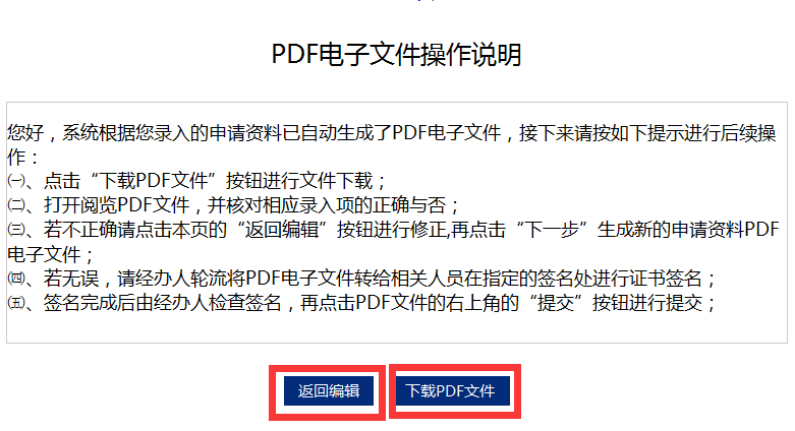 PDF电子文件操作说明
您好，系统根据您录入的申请资料已自动生成了PDF电子文件，接下来请按如下提示进行后续操
作：
㈠、点击“下载PDF文件”按钮进行文件下载；
㈡、打开阅览PDF文件，并核对相应录入项的正确与否；
㈢、若不正确请点击本页的“返回编辑”按钮进行修正,再点击“下一步”生成新的申请资料PDF
电子文件；
㈣、若无误，请经办人轮流将PDF电子文件转给相关人员在指定的签名处进行证书签名；
㈤、签名完成后由经办人检查签名，再点击PDF文件的右上角的“提交”按钮进行提交；
返回编辑 下载PDF文件